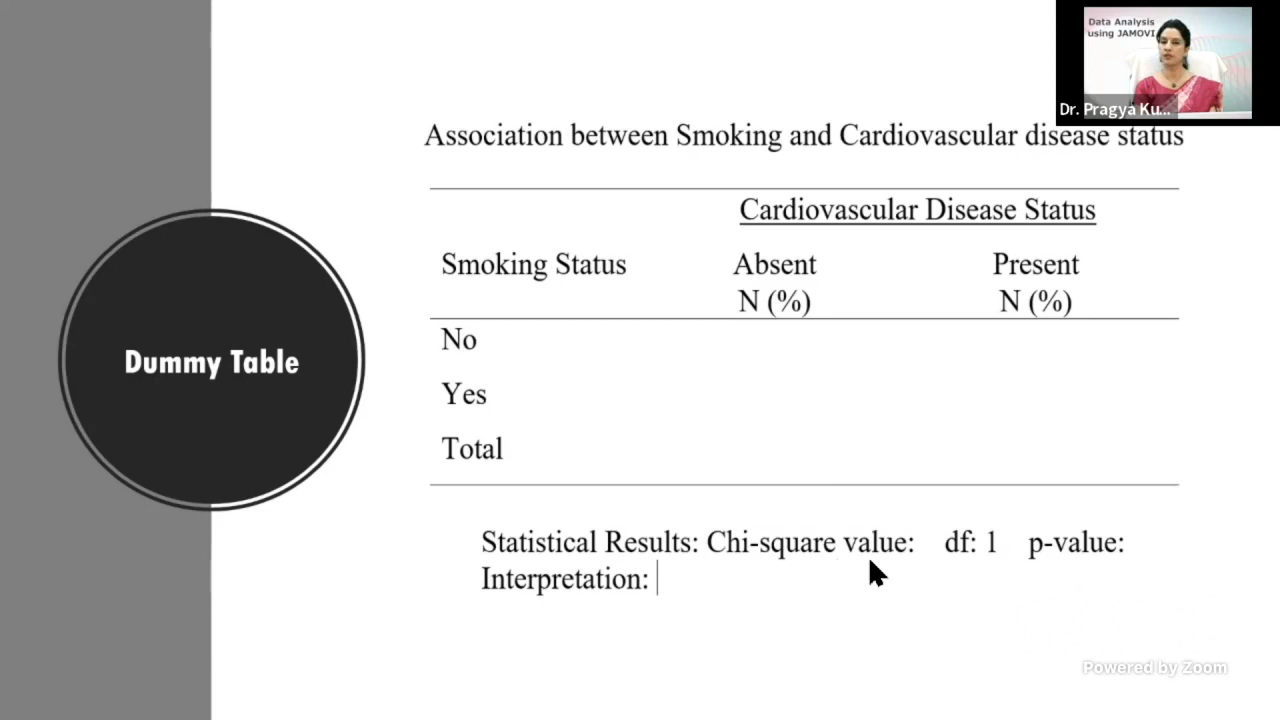 Data Analysis
using JAMOVI
Dr. Pragya Ku...
Association between Smoking and Cardiovascular disease status
Cardiovascular Disease Status
Smoking Status Absent Present
N (%) N (%)
No
Dummy Table
Yes
Total
Statistical Results: Chi-square value: df: 1 p-value:
Interpretation:
Powered by Zoom